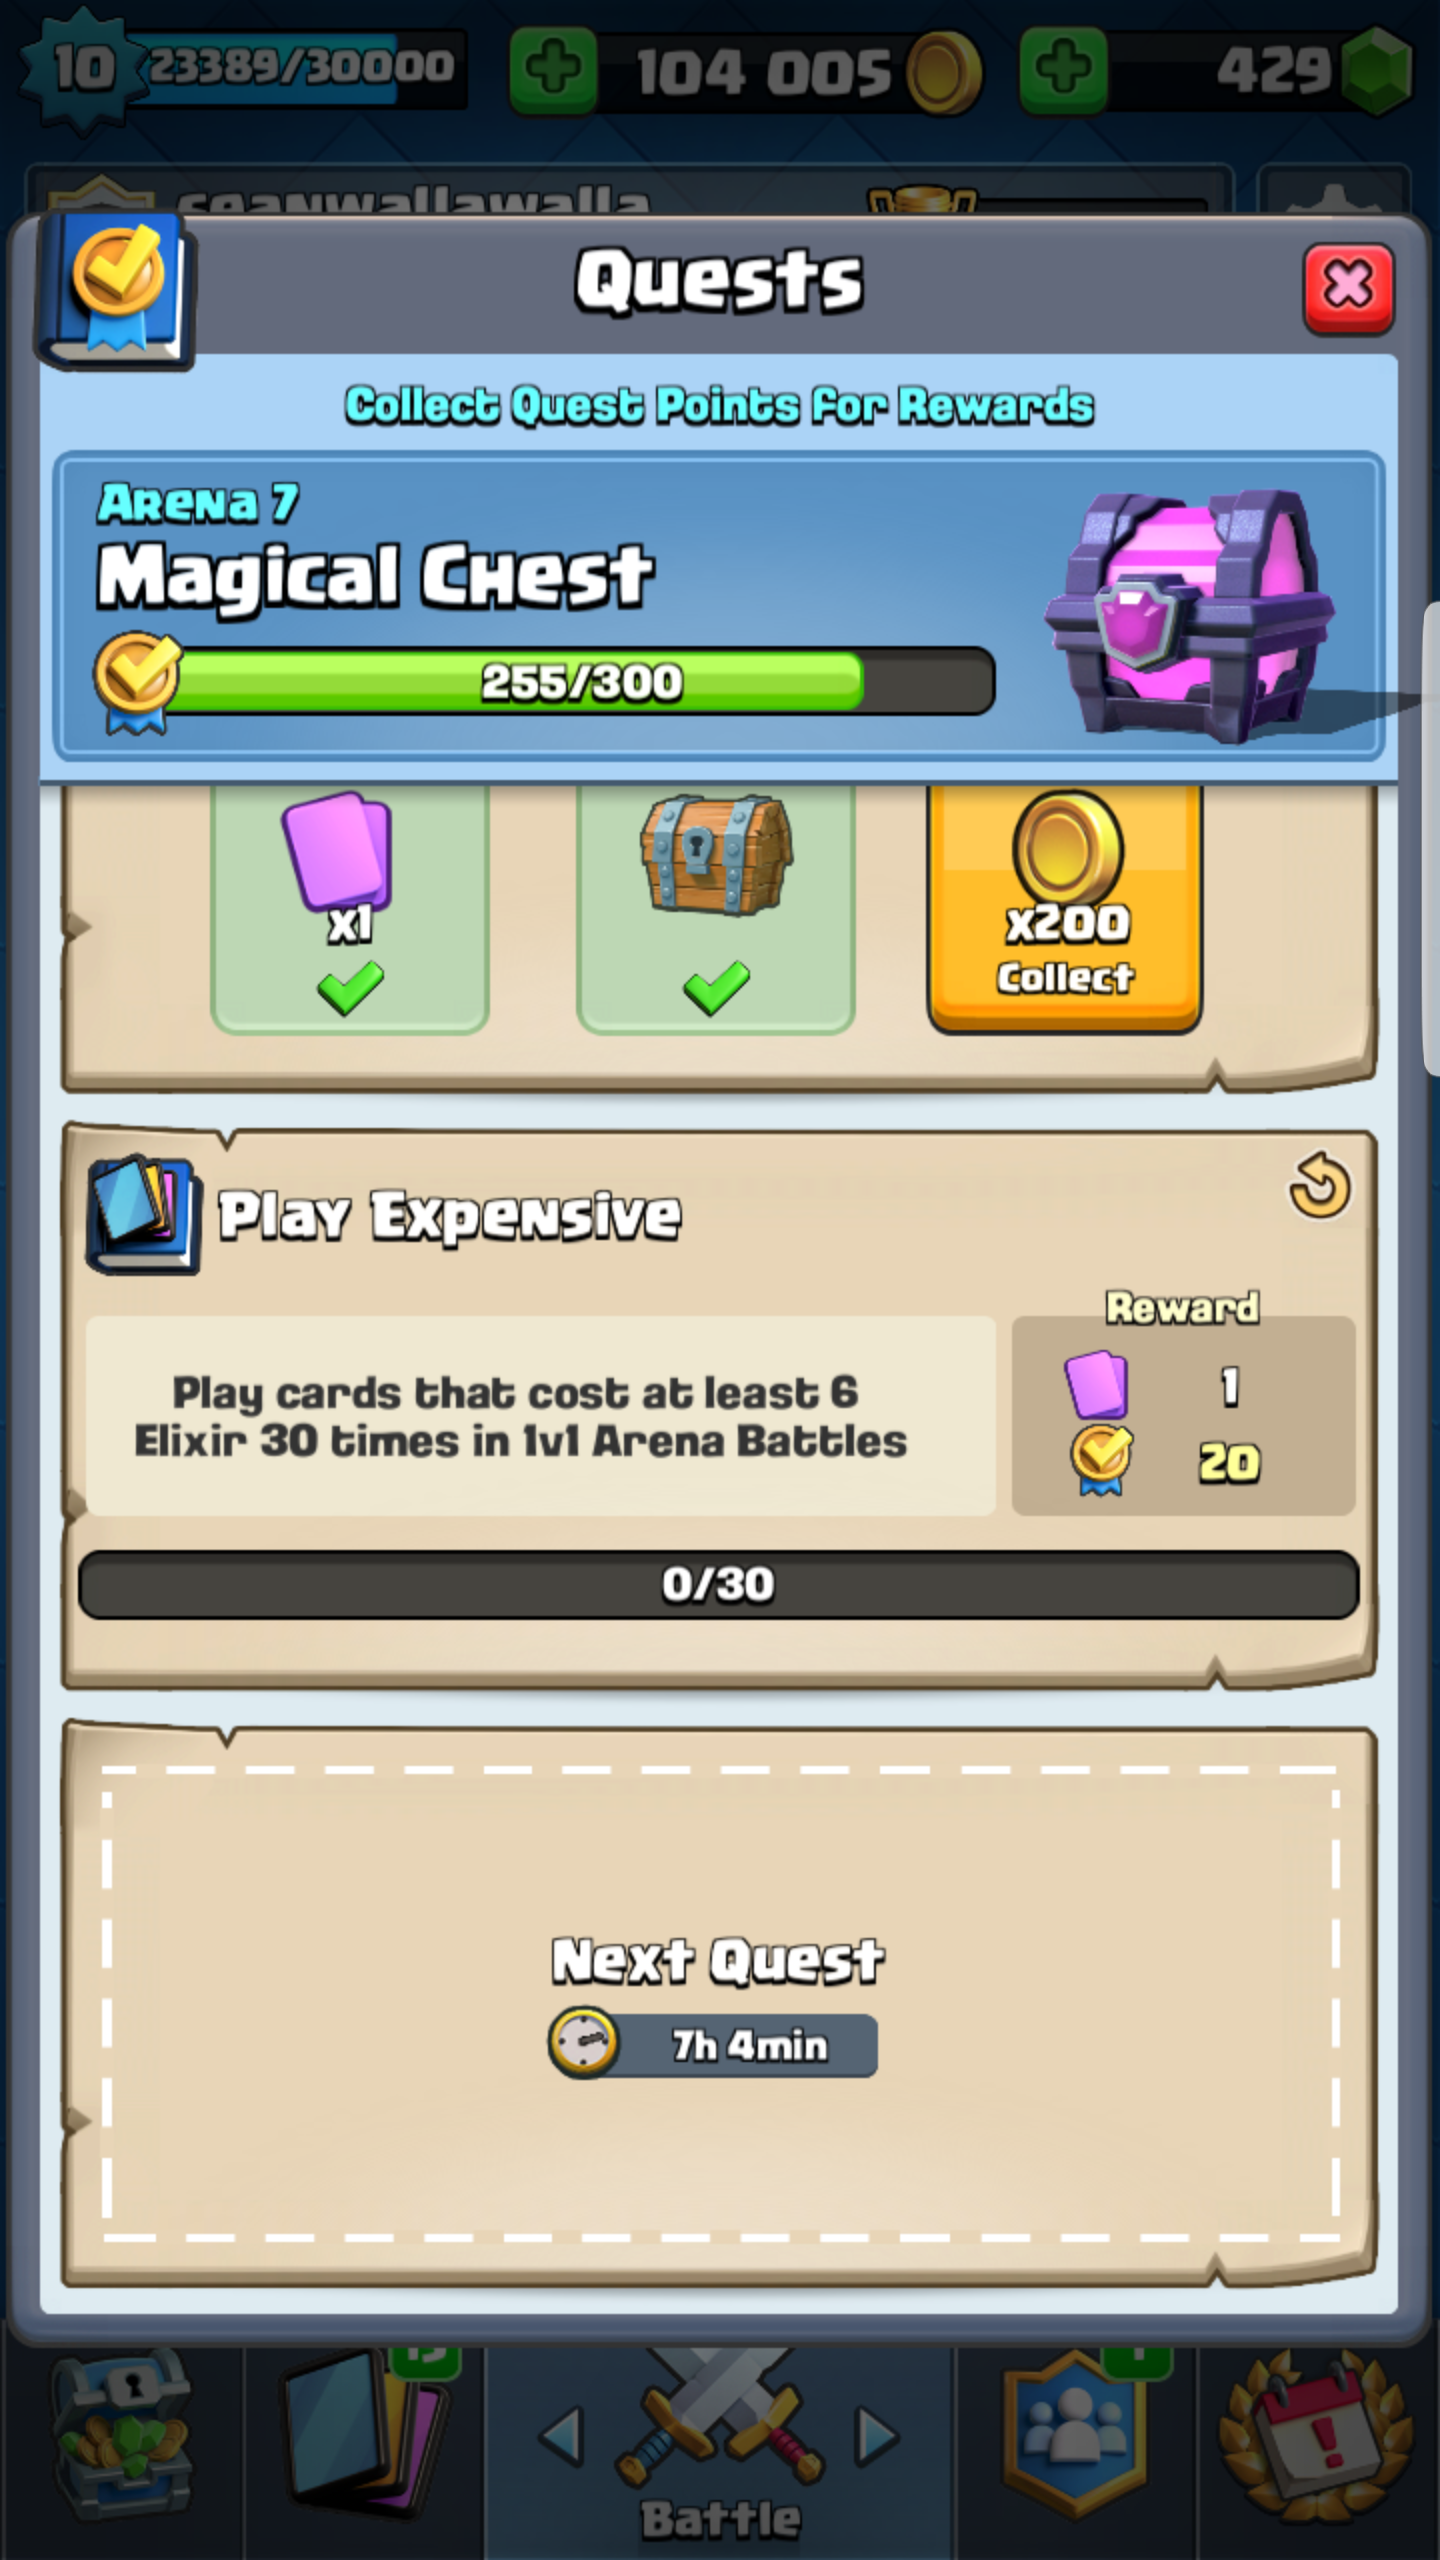 10 23389/30000 104 005 429
seanwallawalla
Quests
Collect Quest Points for Rewards
Arena 7
Magical Chest
255/300
x1
x200
Collect
Play Expensive
Reward
Play cards that cost at least 6
Elixir 30 times in 1v1 Arena Battles
1
20
0/30
Next Quest
7h 4min
Battle